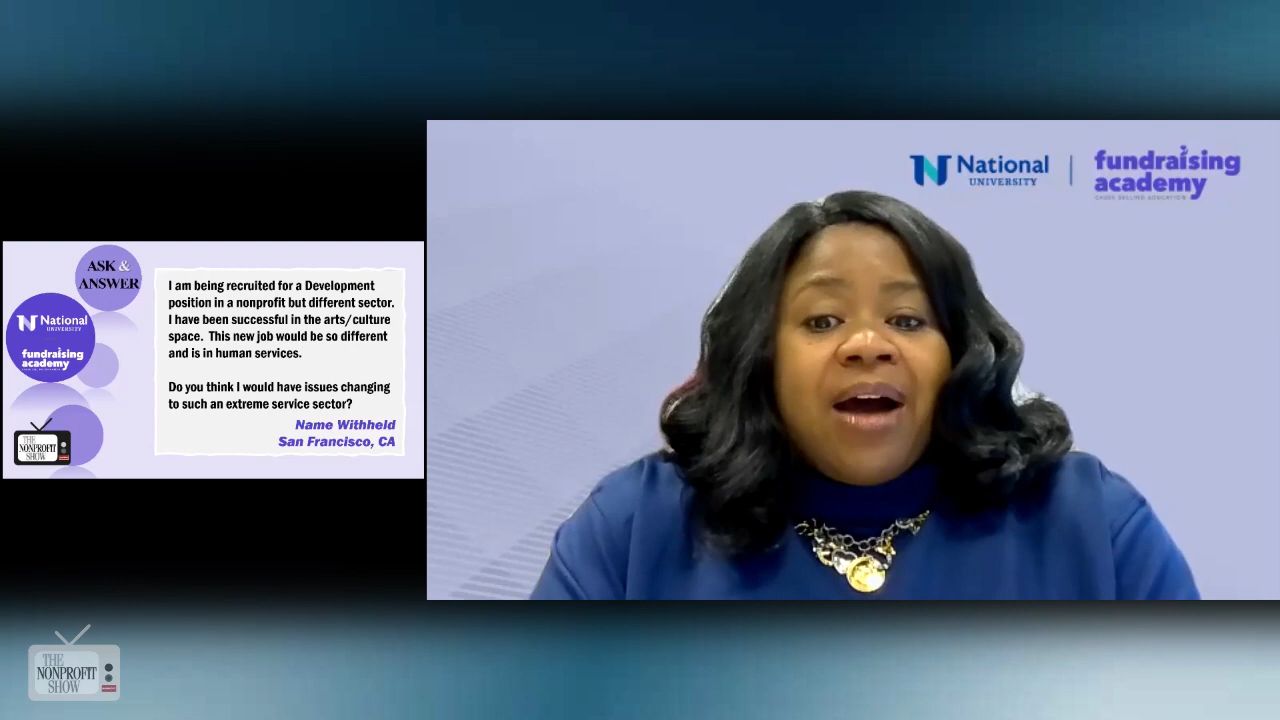 ASK &
ANSWER
National
UNIVERSITY
fundraising
academy
THE
NONPROFIT
SHOW
I am being recruited for a Development
position in a nonprofit but different sector.
I have been successful in the arts/culture
space.  This new job would be so different
and is in human services.
Do you think I would have issues changing
to such an extreme service sector?
Name Withheld
San Francisco, CA
National
UNIVERSITY
fundraising
academy
CAUSE SELLING EDUCATION
THE
NONPROFIT
SHOW